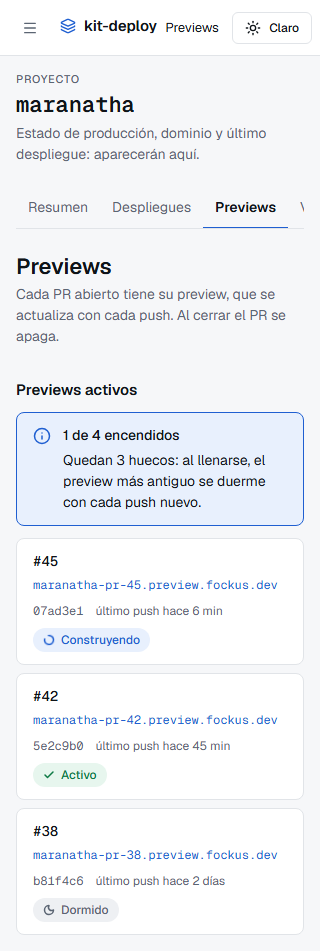 kit-deploy Previews Claro
PROYECTO
maranatha
Estado de producción, dominio y último
despliegue: aparecerán aquí.
Resumen Despliegues Previews
Previews
Cada PR abierto tiene su preview, que se
actualiza con cada push. Al cerrar el PR se
apaga.
Previews activos
1 de 4 encendidos
Quedan 3 huecos: al llenarse, el
preview más antiguo se duerme
con cada push nuevo.
#45
maranatha-pr-45.preview.fockus.dev
07ad3e1 último push hace 6 min
Construyendo
#42
maranatha-pr-42.preview.fockus.dev
5e2c9b0 último push hace 45 min
Activo
#38
maranatha-pr-38.preview.fockus.dev
b81f4c6 último push hace 2 días
Dormido